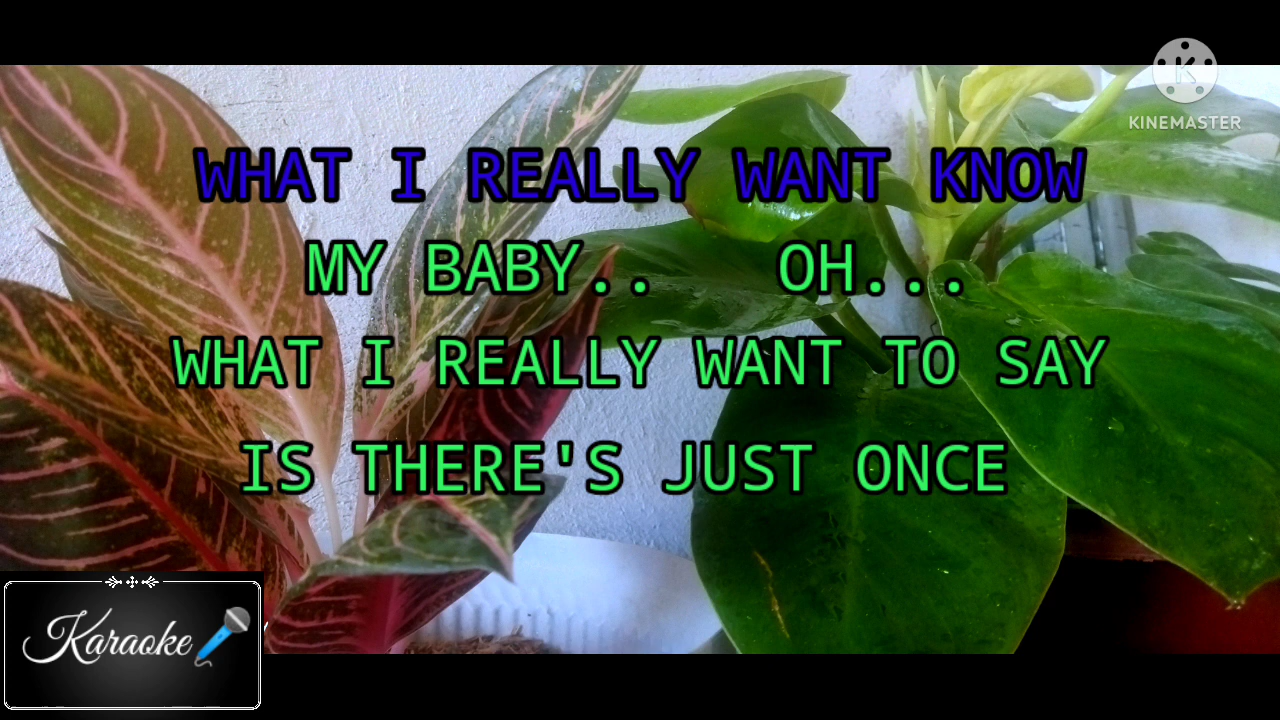 KINEMASTER
WHAT I REALLY WANT KNOW
MY BABY.. OH...
WHAT I REALLY WANT TO SAY
IS THERE'S JUST ONCE
Karaoke